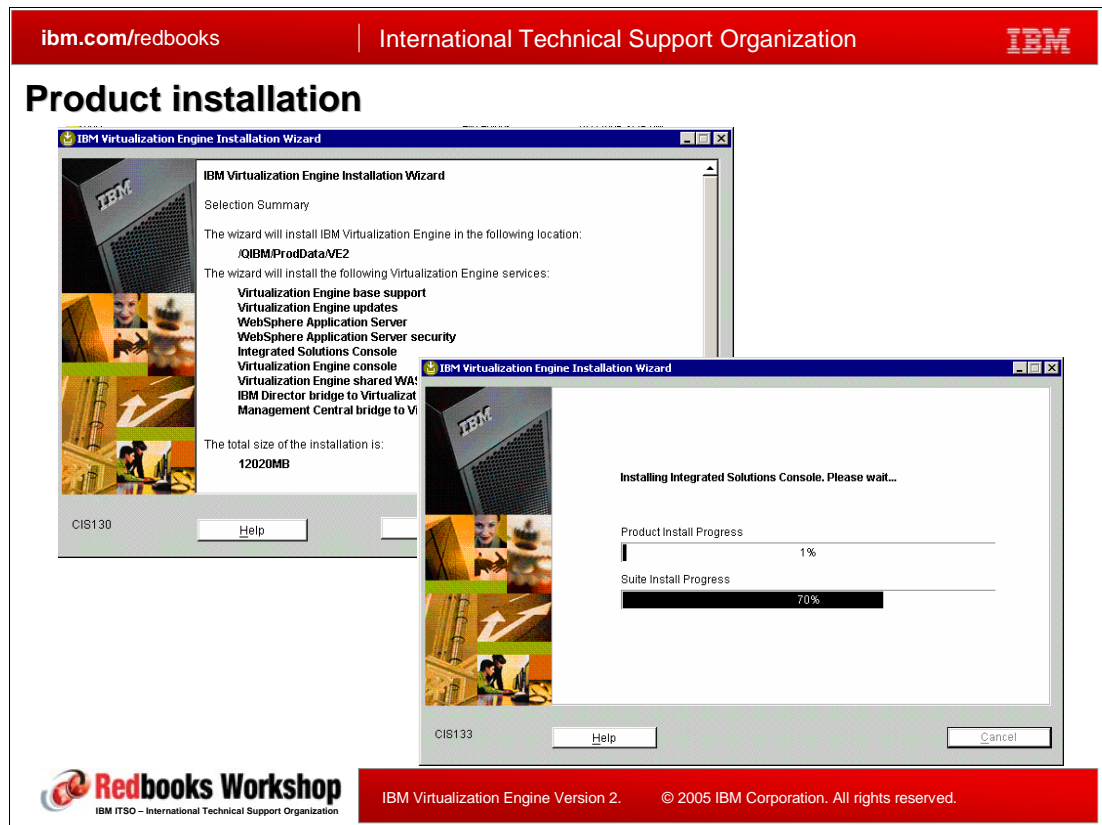 ibm.com/redbooks
International Technical Support Organization
IBM
Product installation
IBM Virtualization Engine Installation Wizard
IBM
IBM Virtualization Engine Installation Wizard
Selection Summary
The wizard will install IBM Virtualization Engine in the following location:
/QIBM/ProdData/VE2
The wizard will install the following Virtualization Engine services:
Virtualization Engine base support
Virtualization Engine updates
WebSphere Application Server
WebSphere Application Server security
Integrated Solutions Console
Virtualization Engine console
Virtualization Engine shared WAS
IBM Director bridge to Virtualizat
Management Central bridge to Vi
The total size of the installation is:
12020MB
CIS130
Help
IBM Virtualization Engine Installation Wizard
IBM
Installing Integrated Solutions Console. Please wait...
Product Install Progress
1%
Suite Install Progress
70%
CIS133
Help
Cancel
Redbooks Workshop
IBM ITSO – International Technical Support Organization
IBM Virtualization Engine Version 2. © 2005 IBM Corporation. All rights reserved.